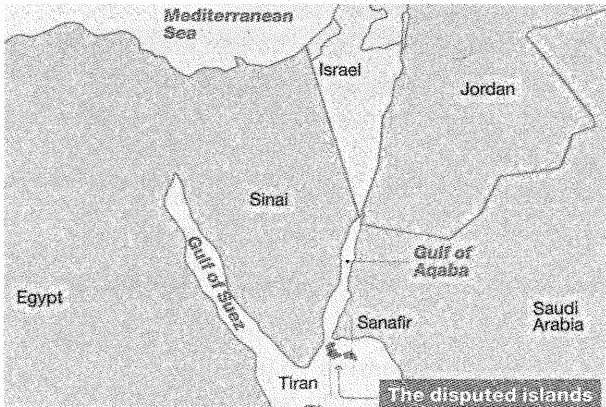 Mediterranean
Sea
Israel
Jordan
Sinai
Gulf of Suez
Gulf of
Aqaba
Egypt
Sanafir
Saudi
Arabia
Tiran
The disputed islands